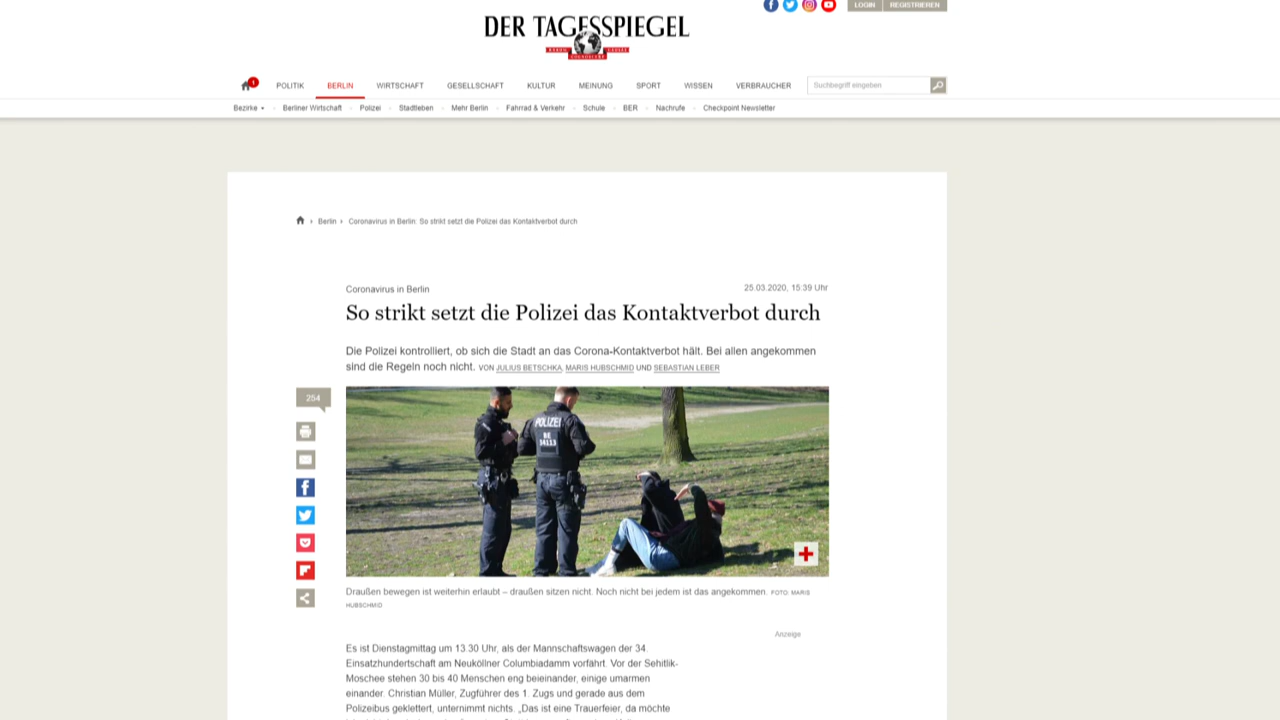 LOGIN REGISTRIEREN
DER TAGESSPIEGEL
1
POLITIK BERLIN WIRTSCHAFT GESELLSCHAFT KULTUR MEINUNG SPORT WISSEN VERBRAUCHER Suchbegriff eingeben
Bezirke Berliner Wirtschaft Polizei Stadtleben Mehr Berlin Fahrrad & Verkehr Schule BER Nachrufe Checkpoint Newsletter
Berlin Coronavirus in Berlin: So strikt setzt die Polizei das Kontaktverbot durch
Coronavirus in Berlin 25.03.2020, 15:39 Uhr
So strikt setzt die Polizei das Kontaktverbot durch
Die Polizei kontrolliert, ob sich die Stadt an das Corona-Kontaktverbot hält. Bei allen angekommen
sind die Regeln noch nicht. VON JULIUS BETSCHKA, MARIS HUBSCHMID UND SEBASTIAN LEBER
254
POLIZEI
BE
Draußen bewegen ist weiterhin erlaubt – draußen sitzen nicht. Noch nicht bei jedem ist das angekommen. FOTO: MARIS
HUBSCHMID
Anzeige
Es ist Dienstagmittag um 13.30 Uhr, als der Mannschaftswagen der 34.
Einsatzhundertschaft am Neuköllner Columbiadamm vorfährt. Vor der Sehitlik-
Moschee stehen 30 bis 40 Menschen eng beieinander, einige umarmen
einander. Christian Müller, Zugführer des 1. Zugs und gerade aus dem
Polizeibus geklettert, unternimmt nichts. „Das ist eine Trauerfeier, da möchte